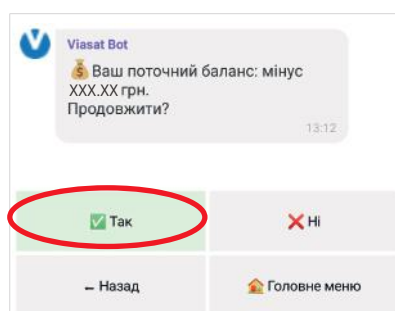 Viasat Bot
💰 Ваш поточний баланс: мінус
XXX.XX грн.
Продовжити?
13:12
✅ Так
❌ Ні
← Назад
🏠 Головне меню